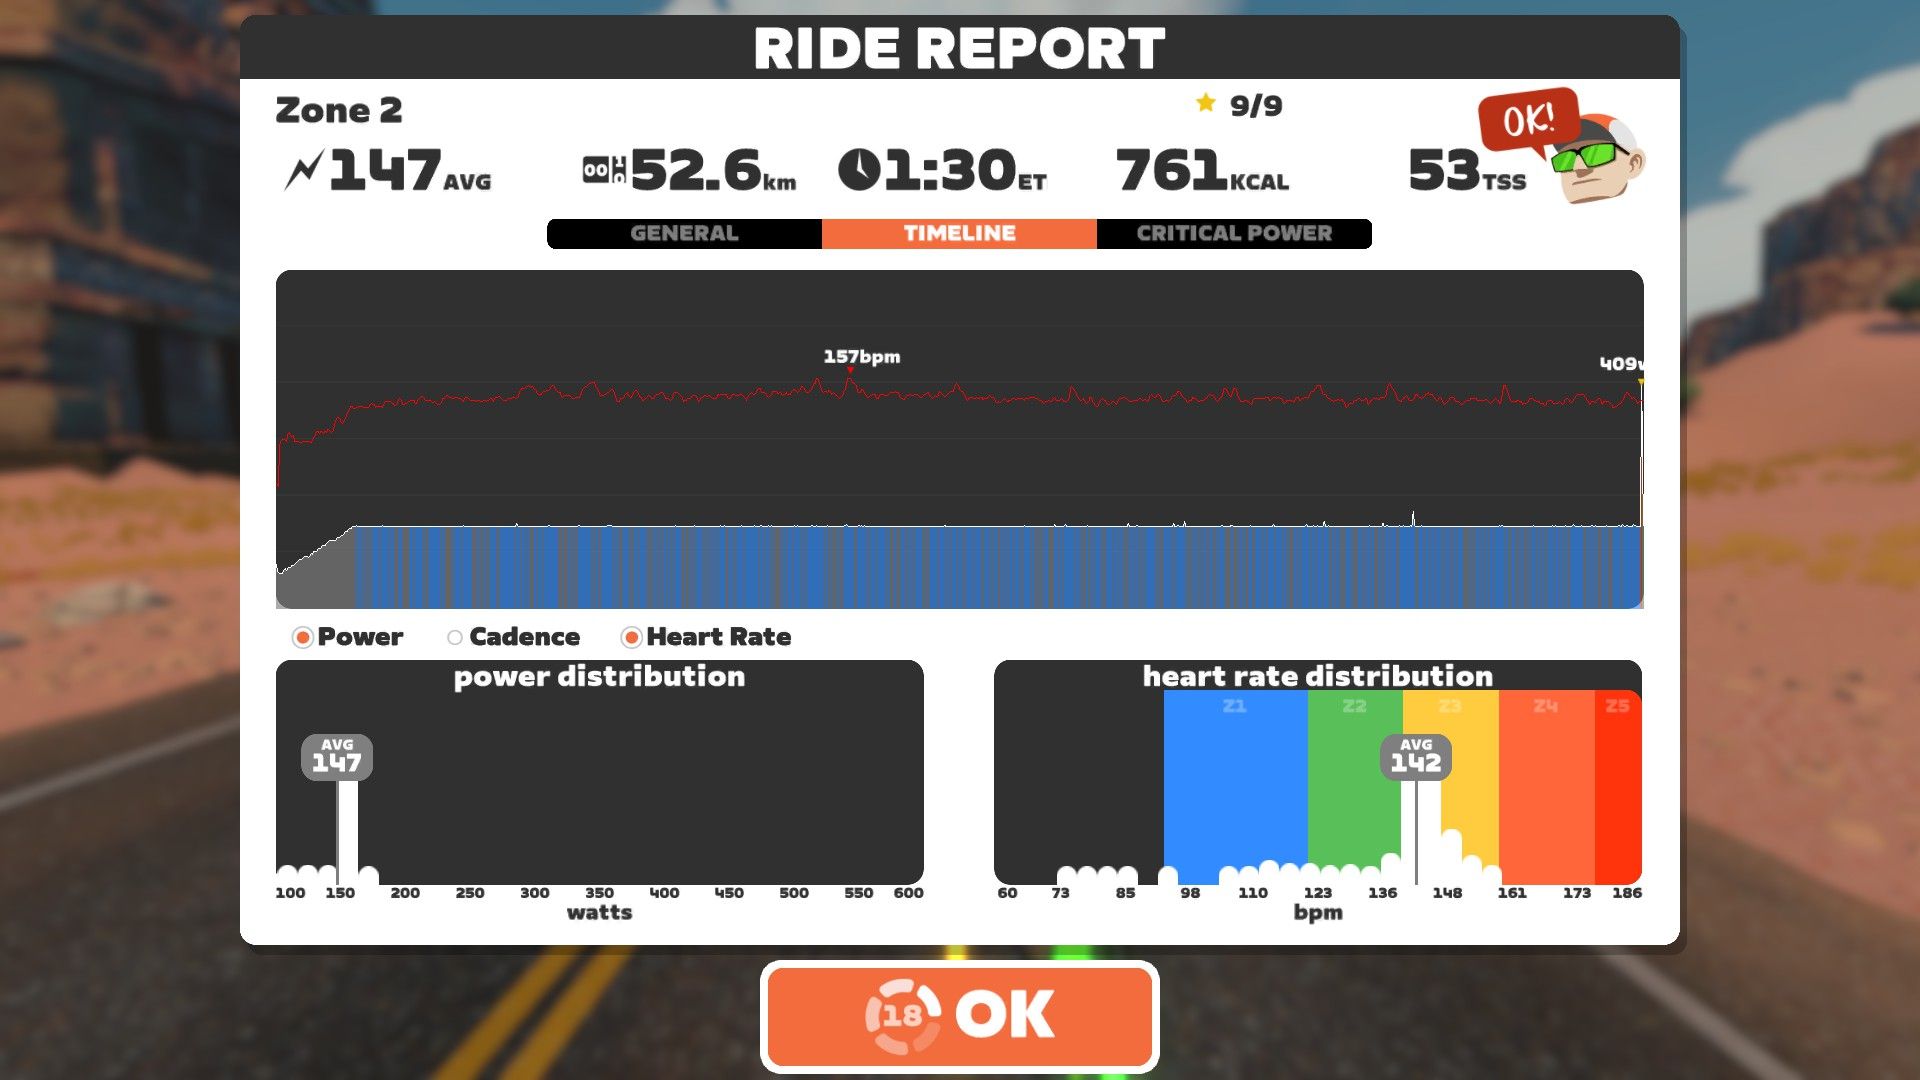 RIDE REPORT
Zone 2
9/9
OK!
147AVG
52.6km
1:30ET
761KCAL
53TSS
GENERAL
TIMELINE
CRITICAL POWER
157bpm
409w
Power
Cadence
Heart Rate
power distribution
AVG
147
100 150 200 250 300 350 400 450 500 550 600
watts
heart rate distribution
Z1 Z2 Z3 Z4 Z5
AVG
142
60 73 85 98 110 123 136 148 161 173 186
bpm
18 OK